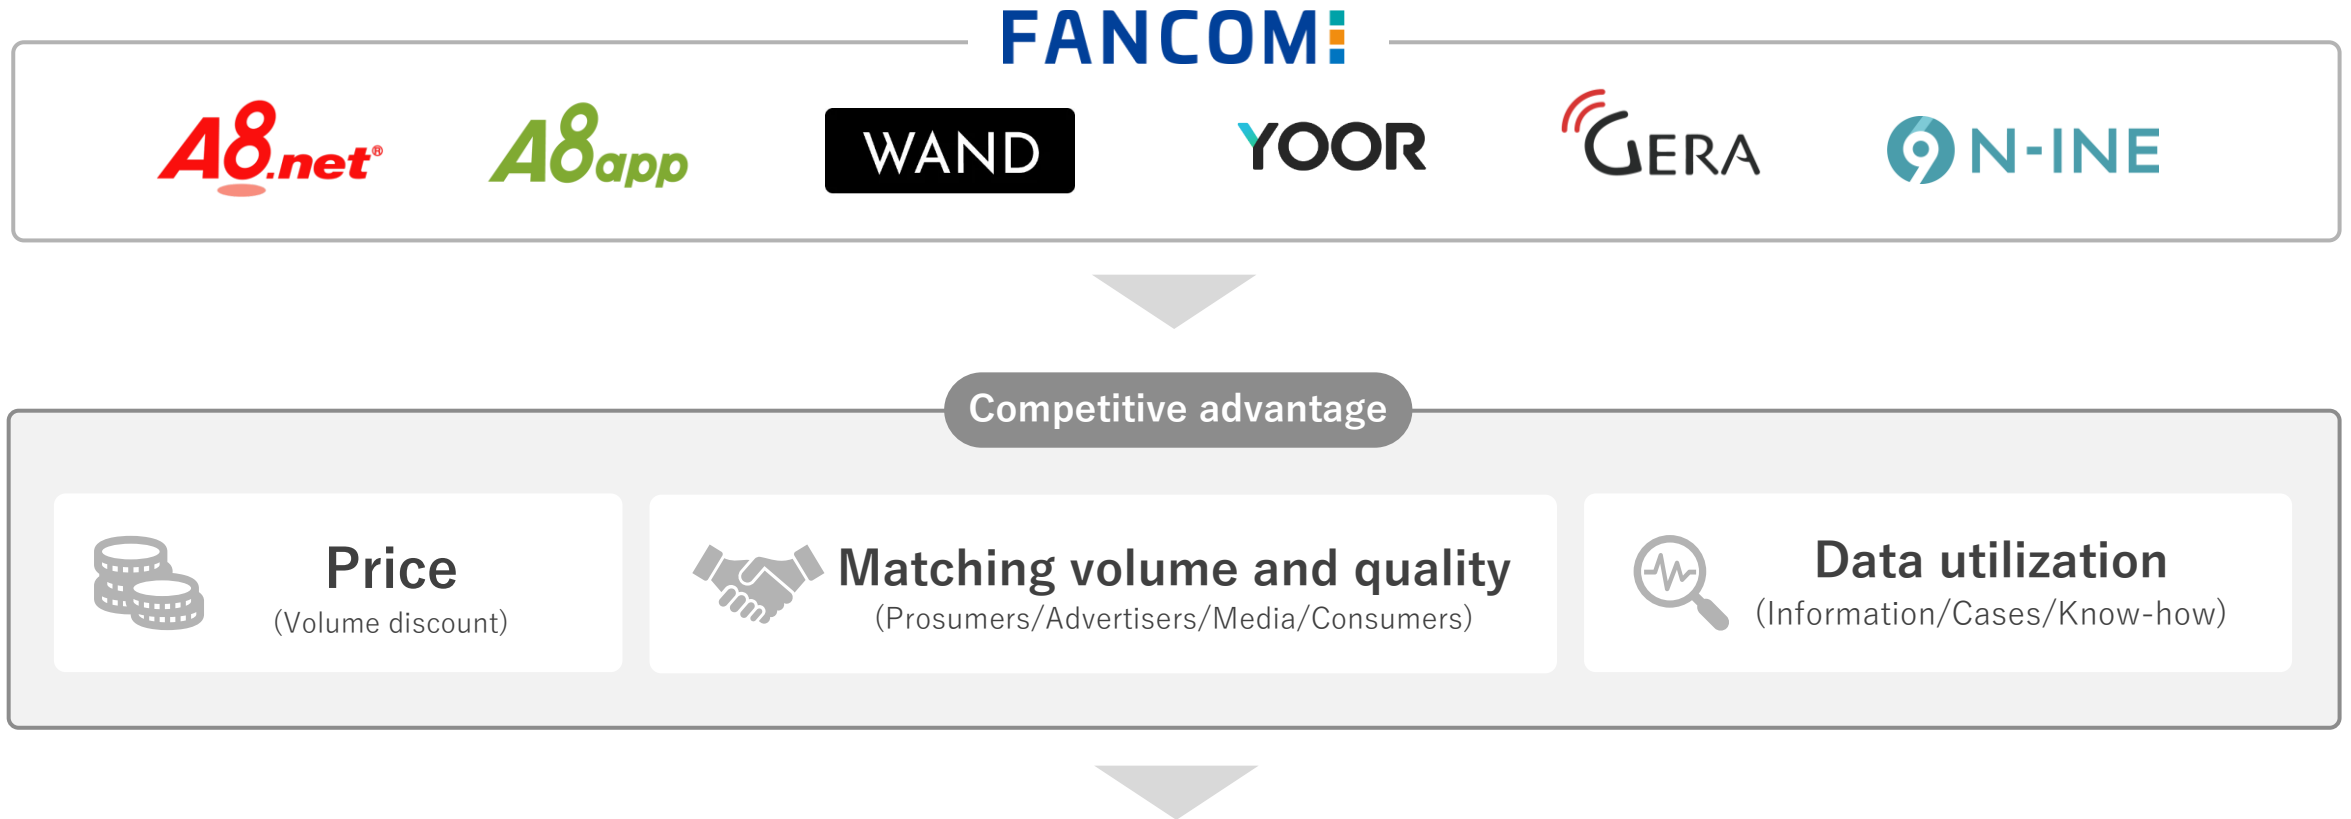 FANCOMI
A8.net®
A8app
WAND
YOOR
GERA
9 N-INE
Competitive advantage
Price
(Volume discount)
Matching volume and quality
(Prosumers/Advertisers/Media/Consumers)
Data utilization
(Information/Cases/Know-how)